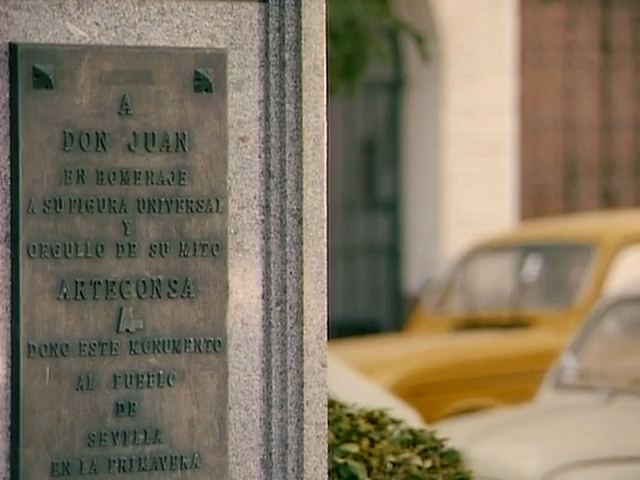 A
DON JUAN
EN HOMENAJE
A SU FIGURA UNIVERSAL
Y
ORGULLO DE SU MITO
ARTECONSA
DONO ESTE MONUMENTO
AL PUEBLO
DE
SEVILLA
EN LA PRIMAVERA